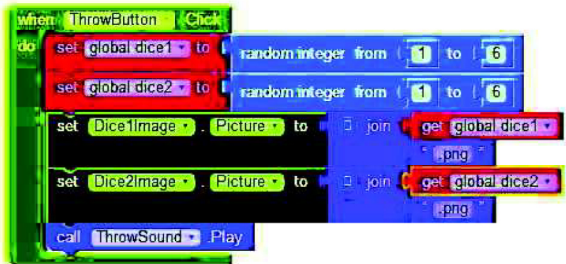 when ThrowButton Click
do set global dice1 to random integer from 1 to 6
set global dice2 to random integer from 1 to 6
set Dice1Image . Picture to join get global dice1
" .png "
set Dice2Image . Picture to join get global dice2
" .png "
call ThrowSound .Play